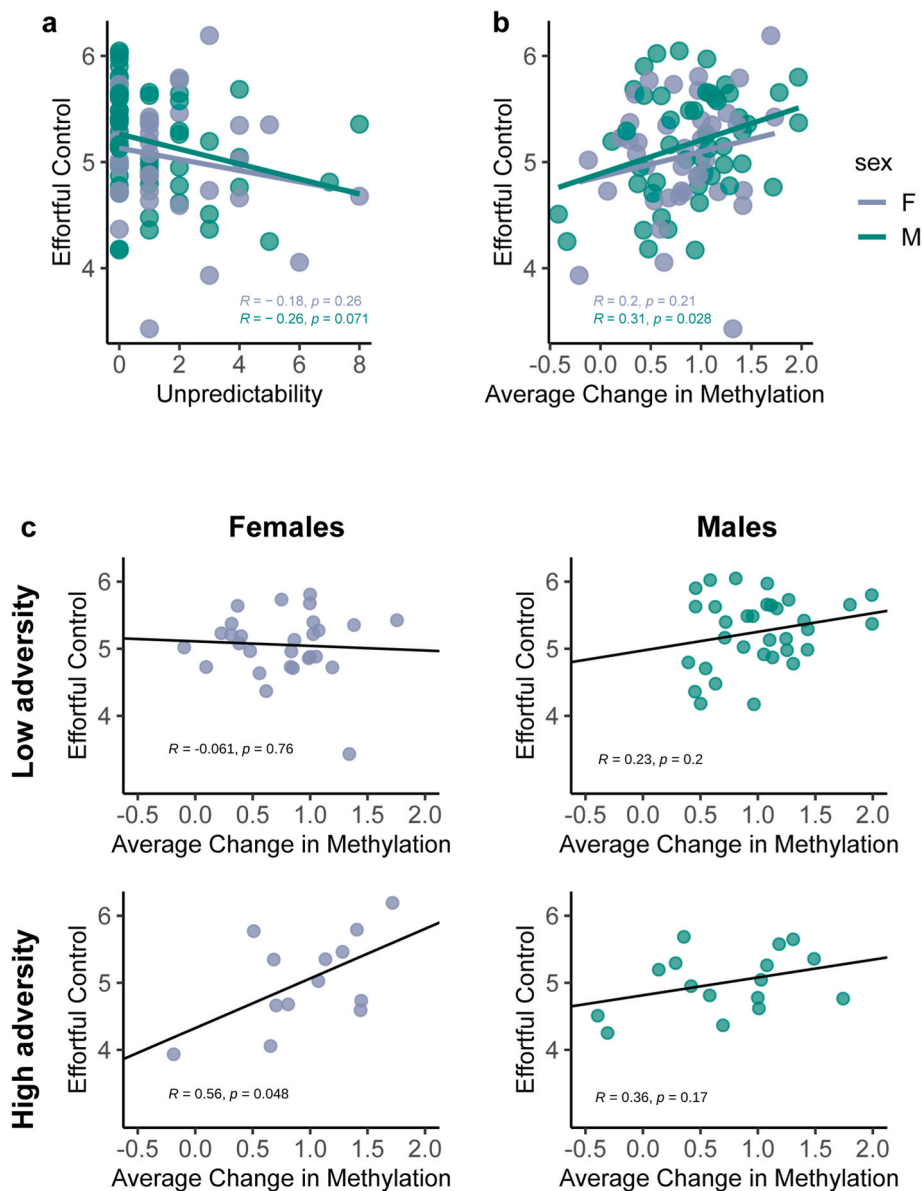 a
6
5
4
Effortful Control
R = − 0.18, p = 0.26
R = − 0.26, p = 0.071
0 2 4 6 8
Unpredictability
b
6
5
4
Effortful Control
R = 0.2, p = 0.21
R = 0.31, p = 0.028
-0.5 0.0 0.5 1.0 1.5 2.0
Average Change in Methylation
sex
F
M
c
Females
Males
Low adversity
6
5
4
Effortful Control
R = -0.061, p = 0.76
-0.5 0.0 0.5 1.0 1.5 2.0
Average Change in Methylation
6
5
4
Effortful Control
R = 0.23, p = 0.2
-0.5 0.0 0.5 1.0 1.5 2.0
Average Change in Methylation
High adversity
6
5
4
Effortful Control
R = 0.56, p = 0.048
-0.5 0.0 0.5 1.0 1.5 2.0
Average Change in Methylation
6
5
4
Effortful Control
R = 0.36, p = 0.17
-0.5 0.0 0.5 1.0 1.5 2.0
Average Change in Methylation